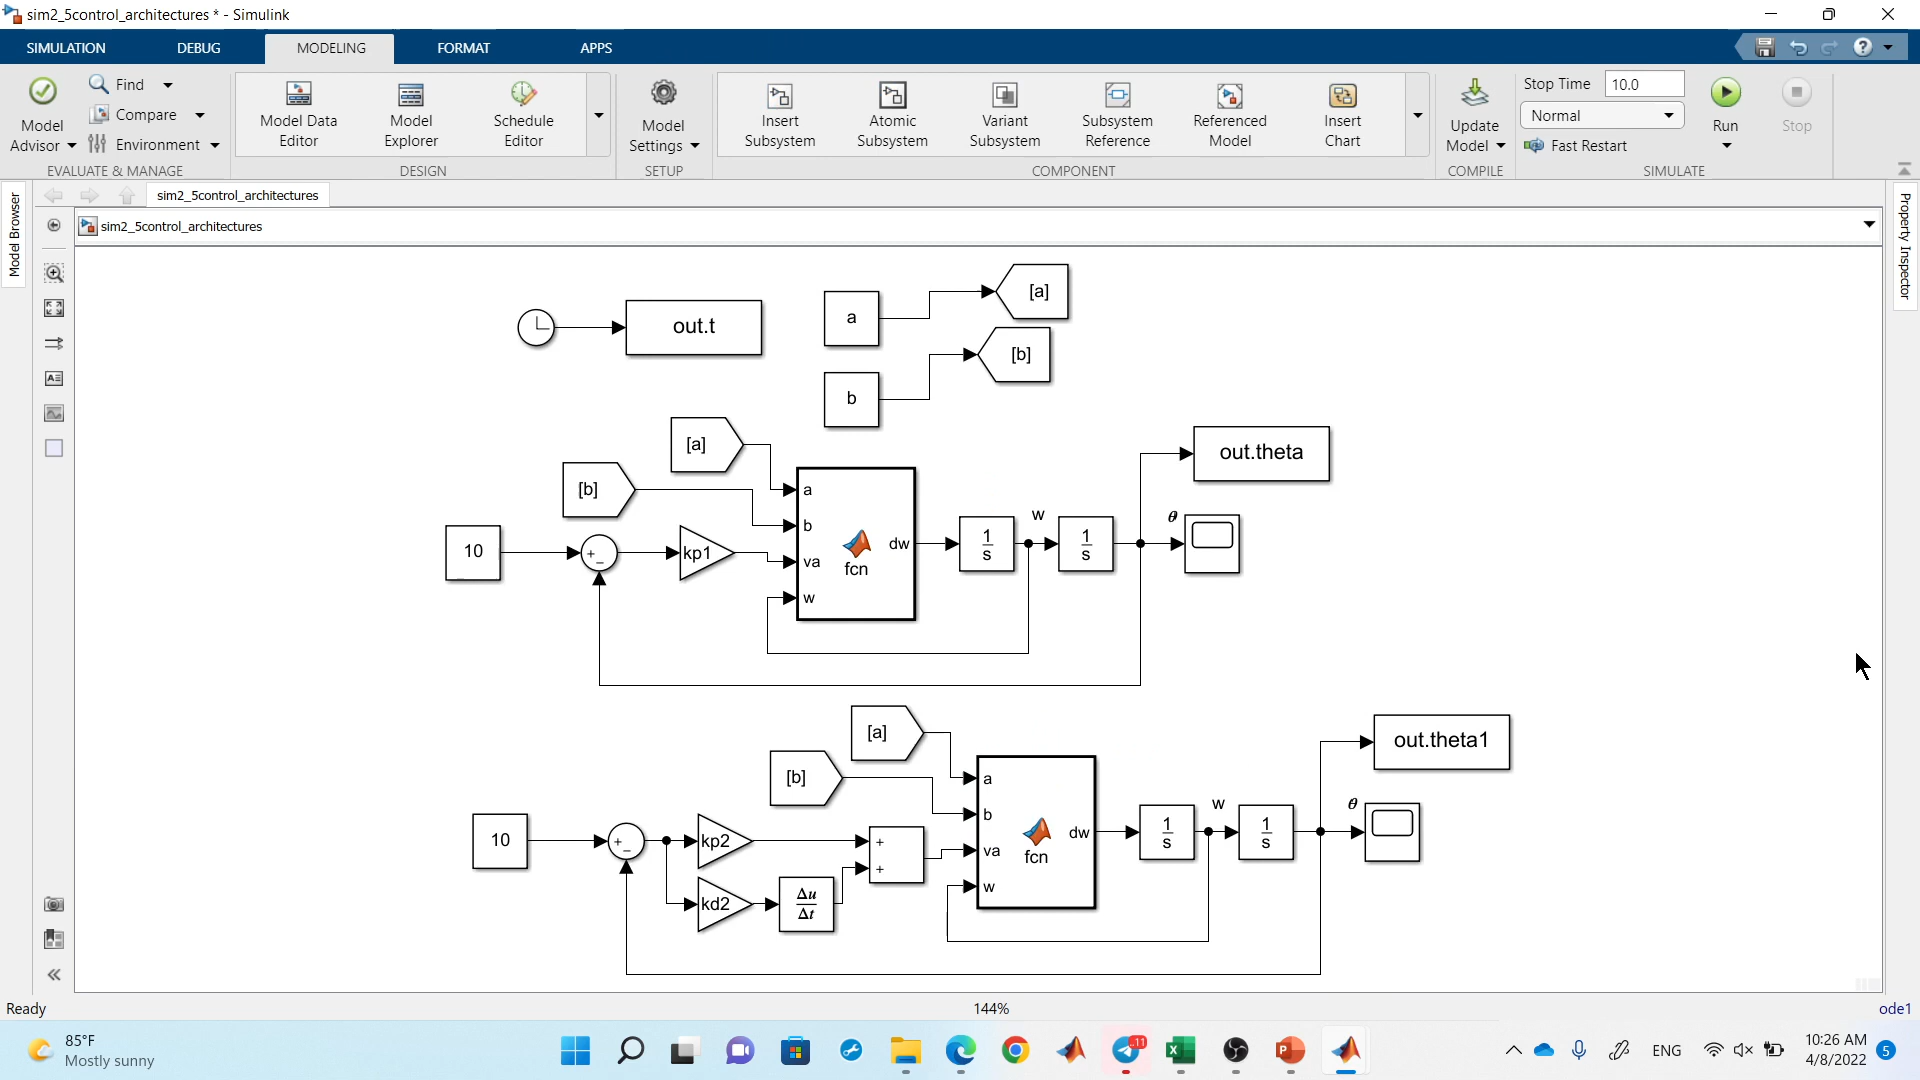 sim2_5control_architectures * - Simulink
SIMULATION
DEBUG
MODELING
FORMAT
APPS
Model Advisor
Find
Compare
Environment
EVALUATE & MANAGE
Model Data Editor
Model Explorer
Schedule Editor
DESIGN
Model Settings
SETUP
Insert Subsystem
Atomic Subsystem
Variant Subsystem
Subsystem Reference
Referenced Model
Insert Chart
COMPONENT
Update Model
COMPILE
Stop Time 10.0
Normal
Fast Restart
Run
Stop
SIMULATE
Model Browser
sim2_5control_architectures
sim2_5control_architectures
Property Inspector
out.t
a
[a]
b
[b]
[a]
[b]
10
+
−
kp1
a
b
va
w
fcn
dw
1
s
w
1
s
θ
out.theta
[a]
[b]
10
+
−
kp2
kd2
Δu
Δt
+
+
a
b
va
w
fcn
dw
1
s
w
1
s
θ
out.theta1
Ready
144%
ode1
85°F
Mostly sunny
11
ENG
10:26 AM
4/8/2022
5